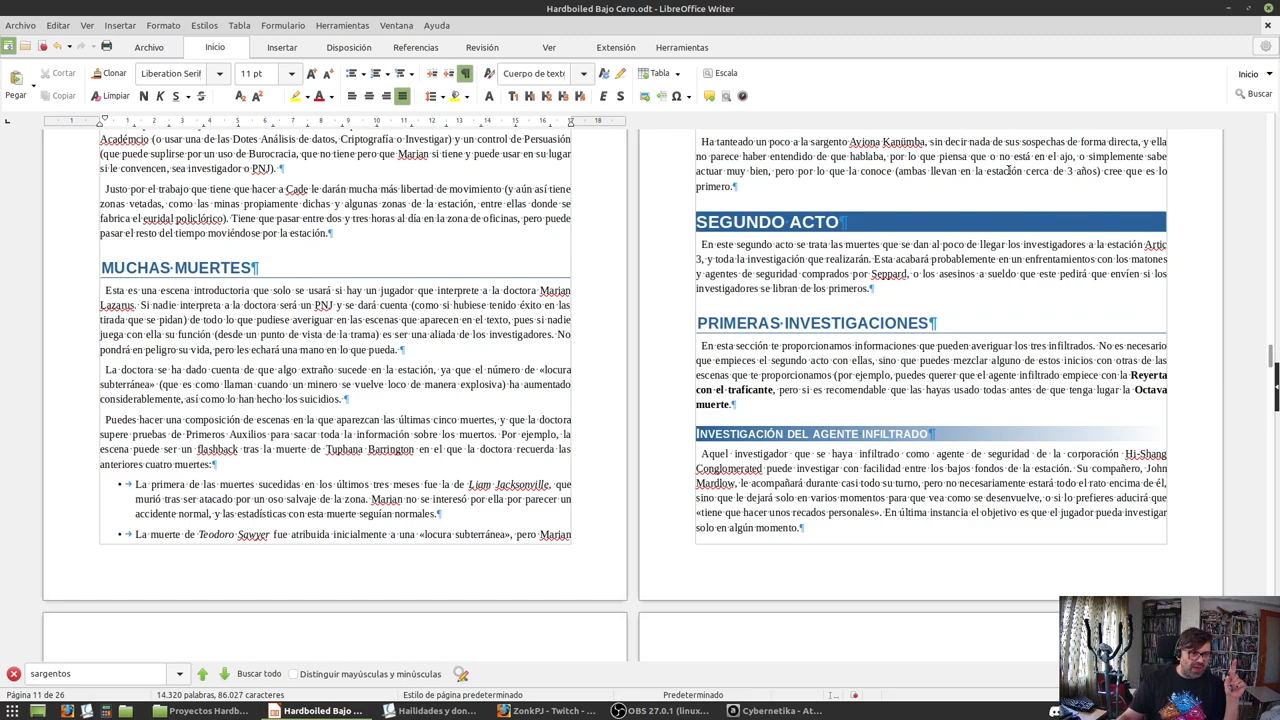 Hardboiled Bajo Cero.odt - LibreOffice Writer
Archivo Editar Ver Insertar Formato Estilos Tabla Formulario Herramientas Ventana Ayuda
Archivo Inicio Insertar Disposición Referencias Revisión Ver Extensión Herramientas
Pegar Cortar Clonar Liberation Serif 11 pt Cuerpo de texto Tabla Escala Inicio
Copiar Limpiar N K S S Buscar
Académcio (o usar una de las Dotes Análisis de datos, Criptografía o Investigar) y un control de Persuasión
(que puede suplirse por un uso de Burocracia, que no tiene pero que Marian si tiene y puede usar en su lugar
si le convencen, sea investigador o PNJ). ¶
Justo por el trabajo que tiene que hacer a Cade le darán mucha más libertad de movimiento (y aún así tiene
zonas vetadas, como las minas propiamente dichas y algunas zonas de la estación, entre ellas donde se
fabrica el euridal policlórico). Tiene que pasar entre dos y tres horas al día en la zona de oficinas, pero puede
pasar el resto del tiempo moviéndose por la estación.¶
MUCHAS MUERTES¶
Esta es una escena introductoria que solo se usará si hay un jugador que interprete a la doctora Marian
Lazarus. Si nadie interpreta a la doctora será un PNJ y se dará cuenta (como si hubiese tenido éxito en las
tirada que se pidan) de todo lo que pudiese averiguar en las escenas que aparecen en el texto, pues si nadie
juega con ella su función (desde un punto de vista de la trama) es ser una aliada de los investigadores. No
pondrá en peligro su vida, pero les echará una mano en lo que pueda. ¶
La doctora se ha dado cuenta de que algo extraño sucede en la estación, ya que el número de «locura
subterránea» (que es como llaman cuando un minero se vuelve loco de manera explosiva) ha aumentado
considerablemente, así como lo han hecho los suicidios. ¶
Puedes hacer una composición de escenas en la que aparezcan las últimas cinco muertes, y que la doctora
supere pruebas de Primeros Auxilios para sacar toda la información sobre los muertos. Por ejemplo, la
escena puede ser un flashback tras la muerte de Tuphana Barrington en el que la doctora recuerda las
anteriores cuatro muertes:¶
• La primera de las muertes sucedidas en los últimos tres meses fue la de Liam Jacksonville, que
murió tras ser atacado por un oso salvaje de la zona. Marian no se interesó por ella por parecer un
accidente normal, y las estadísticas con esta muerte seguían normales.¶
• La muerte de Teodoro Sawyer fue atribuida inicialmente a una «locura subterránea», pero Marian
Ha tanteado un poco a la sargento Aviona Kanumba, sin decir nada de sus sospechas de forma directa, y ella
no parece haber entendido de que hablaba, por lo que piensa que o no está en el ajo, o simplemente sabe
actuar muy bien, pero por lo que la conoce (ambas llevan en la estación cerca de 3 años) cree que es lo
primero.¶
SEGUNDO ACTO¶
En este segundo acto se trata las muertes que se dan al poco de llegar los investigadores a la estación Artic
3, y toda la investigación que realizarán. Esta acabará probablemente en un enfrentamientos con los matones
y agentes de seguridad comprados por Seppard, o los asesinos a sueldo que este pedirá que envíen si los
investigadores se libran de los primeros.¶
PRIMERAS INVESTIGACIONES¶
En esta sección te proporcionamos informaciones que pueden averiguar los tres infiltrados. No es necesario
que empieces el segundo acto con ellas, sino que puedes mezclar alguno de estos inicios con otras de las
escenas que te proporcionamos (por ejemplo, puedes querer que el agente infiltrado empiece con la Reyerta
con el traficante, pero si es recomendable que las hayas usado todas antes de que tenga lugar la Octava
muerte.¶
INVESTIGACIÓN DEL AGENTE INFILTRADO¶
Aquel investigador que se haya infiltrado como agente de seguridad de la corporación Hi-Shang
Conglomerated puede investigar con facilidad entre los bajos fondos de la estación. Su compañero, John
Mardlow, le acompañará durante casi todo su turno, pero no necesariamente estará todo el rato encima de él,
sino que le dejará solo en varios momentos para que vea como se desenvuelve, o si lo prefieres aducirá que
«tiene que hacer unos recados personales». En última instancia el objetivo es que el jugador pueda investigar
solo en algún momento.¶
sargentos Buscar todo Distinguir mayúsculas y minúsculas
Página 11 de 26 14.320 palabras, 86.027 caracteres Estilo de página predeterminado Predeterminado
Proyectos Hardb... Hardboiled Bajo ... Hailidades y don... ZonkPJ - Twitch - ... OBS 27.0.1 (linux... Cybernetika - At...